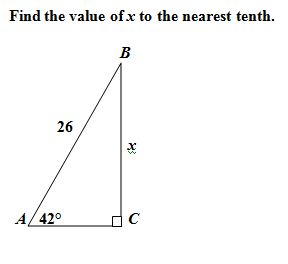 Find the value of x to the nearest tenth.
B
26
x
A 42° C